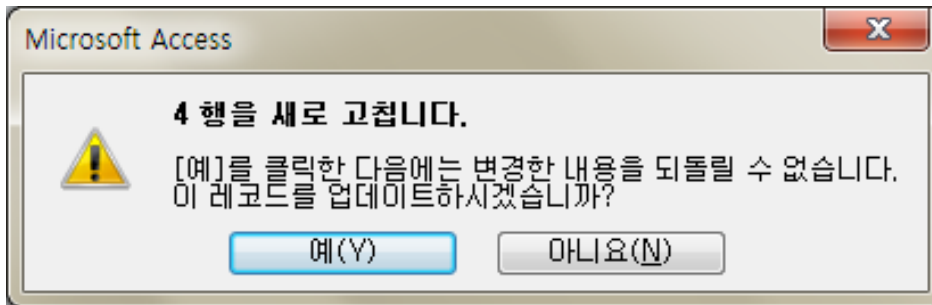 Microsoft Access
4 행을 새로 고칩니다.
[예]를 클릭한 다음에는 변경한 내용을 되돌릴 수 없습니다.
이 레코드를 업데이트하시겠습니까?
예(Y) 아니요(N)